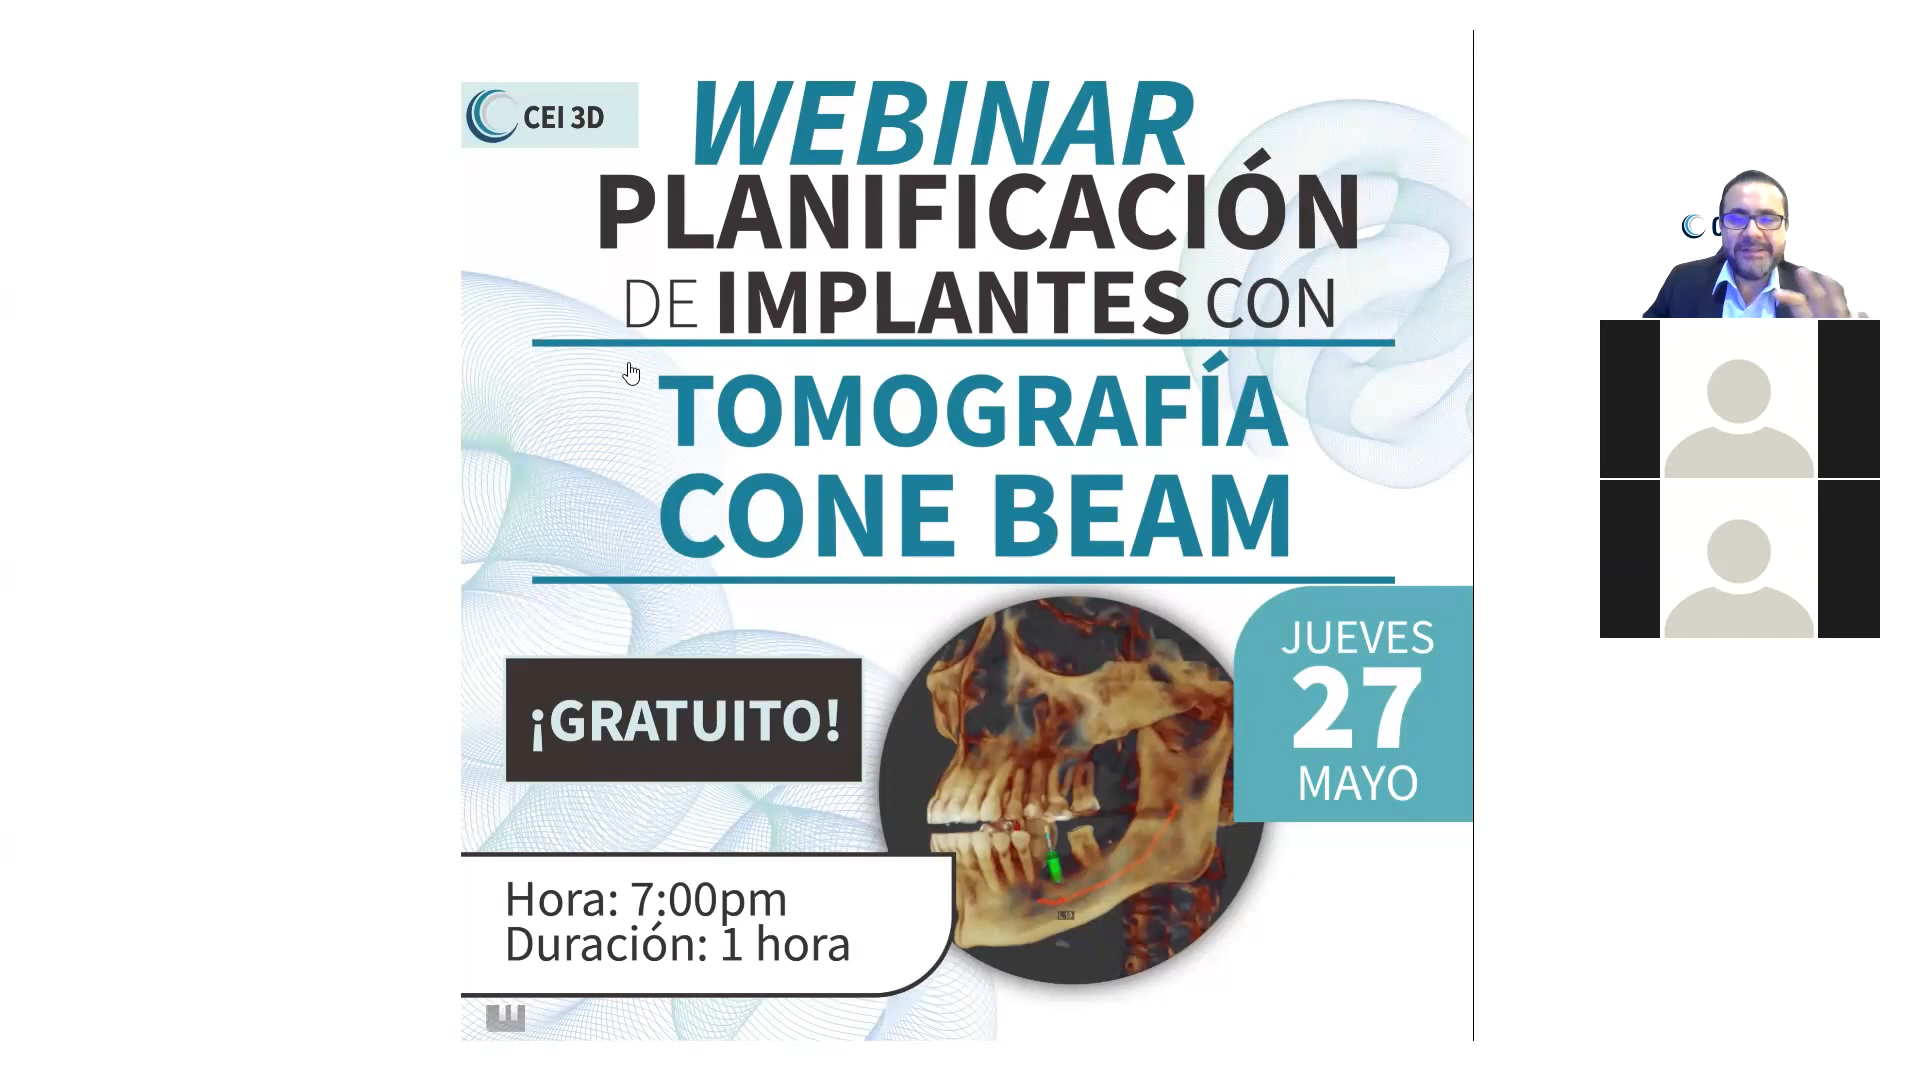 CEI 3D
WEBINAR
PLANIFICACIÓN
DE IMPLANTES CON
TOMOGRAFÍA
CONE BEAM
¡GRATUITO!
JUEVES
27
MAYO
Hora: 7:00pm
Duración: 1 hora